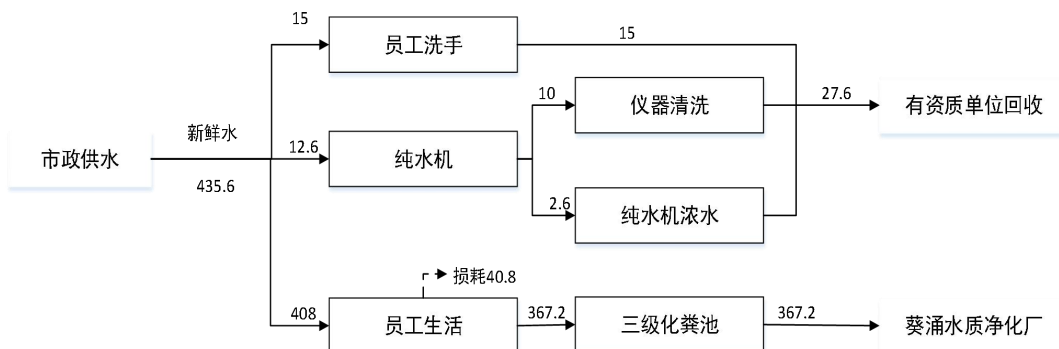 15
员工洗手
15
10
仪器清洗
27.6
有资质单位回收
新鲜水
市政供水
12.6
纯水机
435.6
2.6
纯水机浓水
损耗40.8
408
员工生活
367.2
三级化粪池
367.2
葵涌水质净化厂